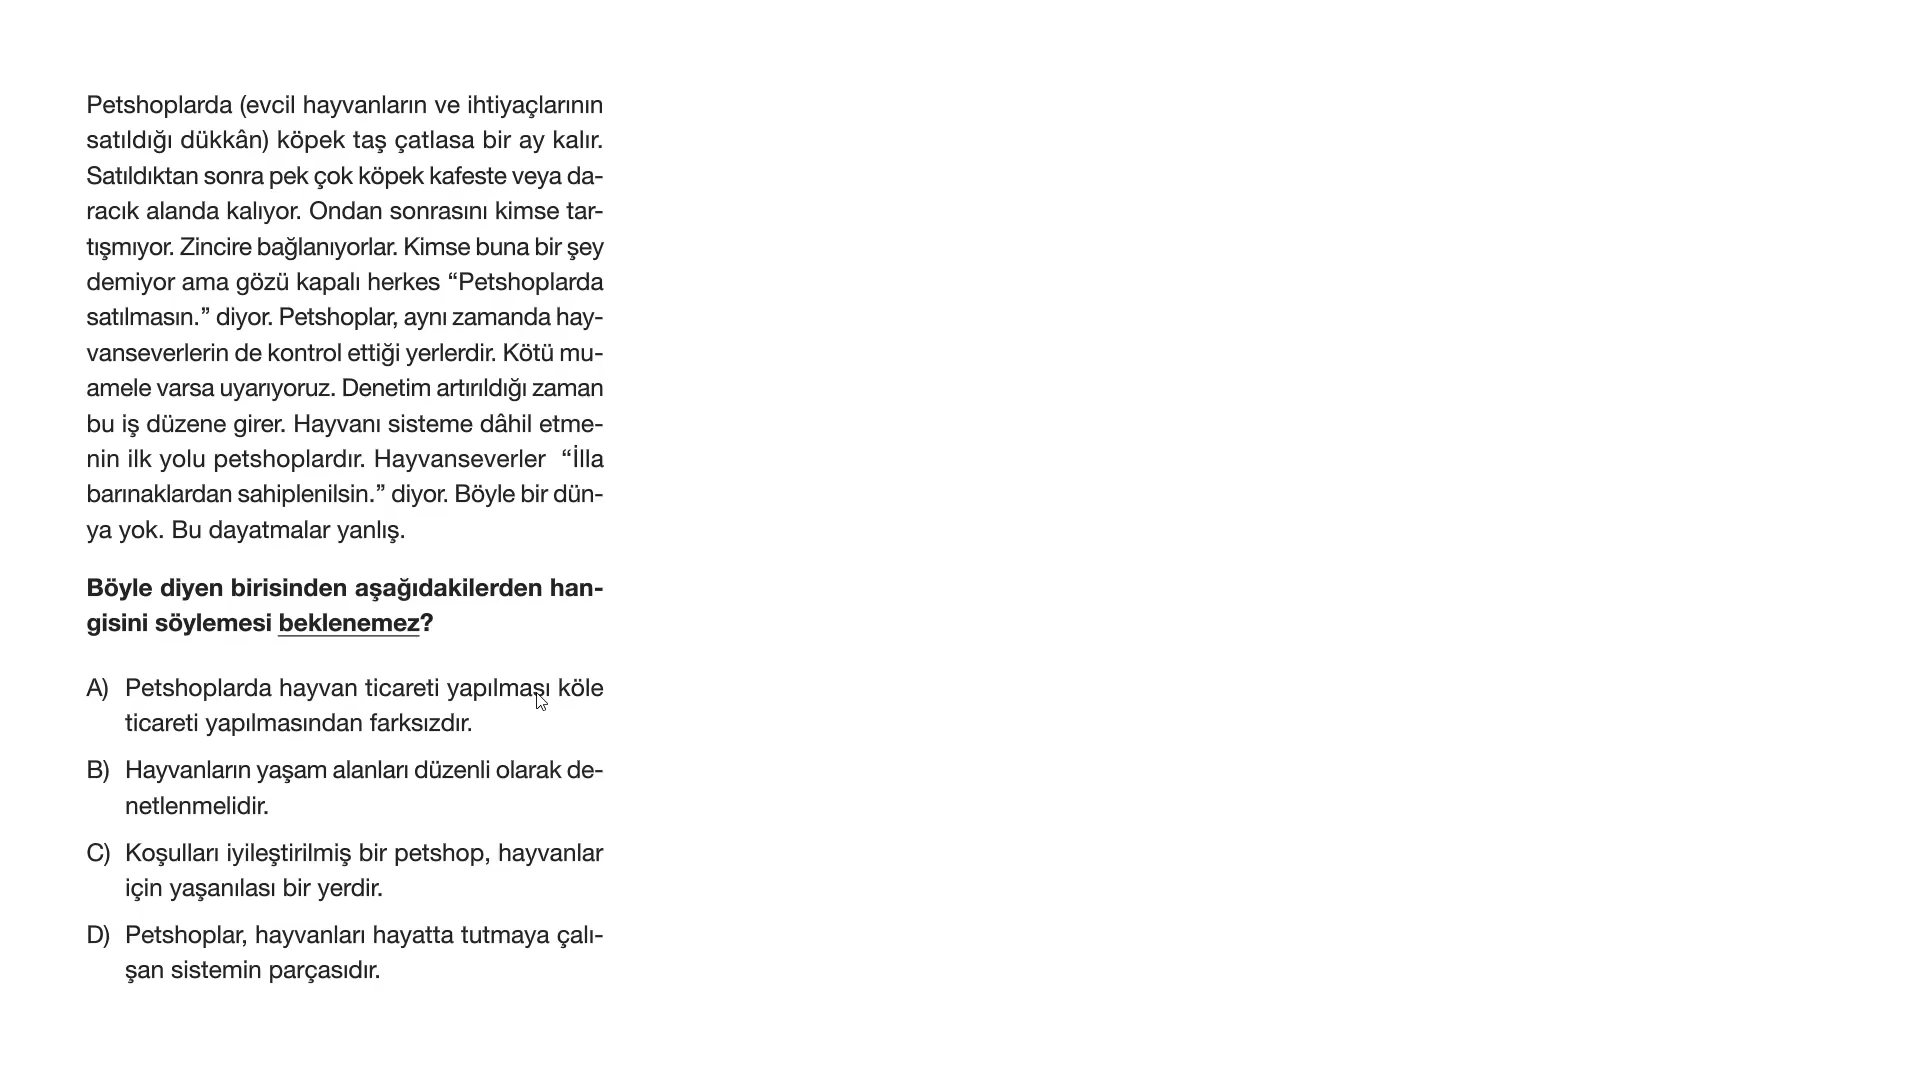 Petshoplarda (evcil hayvanların ve ihtiyaçlarının
satıldığı dükkân) köpek taş çatlasa bir ay kalır.
Satıldıktan sonra pek çok köpek kafeste veya da-
racık alanda kalıyor. Ondan sonrasını kimse tar-
tışmıyor. Zincire bağlanıyorlar. Kimse buna bir şey
demiyor ama gözü kapalı herkes “Petshoplarda
satılmasın.” diyor. Petshoplar, aynı zamanda hay-
vanseverlerin de kontrol ettiği yerlerdir. Kötü mu-
amele varsa uyarıyoruz. Denetim artırıldığı zaman
bu iş düzene girer. Hayvanı sisteme dâhil etme-
nin ilk yolu petshoplardır. Hayvanseverler “İlla
barınaklardan sahiplenilsin.” diyor. Böyle bir dün-
ya yok. Bu dayatmalar yanlış.
Böyle diyen birisinden aşağıdakilerden han-
gisini söylemesi beklenemez?
A) Petshoplarda hayvan ticareti yapılması köle
ticareti yapılmasından farksızdır.
B) Hayvanların yaşam alanları düzenli olarak de-
netlenmelidir.
C) Koşulları iyileştirilmiş bir petshop, hayvanlar
için yaşanılası bir yerdir.
D) Petshoplar, hayvanları hayatta tutmaya çalı-
şan sistemin parçasıdır.